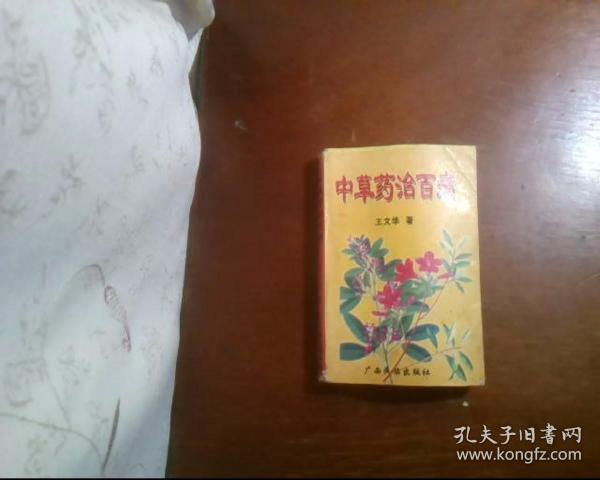 中草药治百病
王文华 著
广西民族出版社
孔夫子旧书网
www.kongfz.com